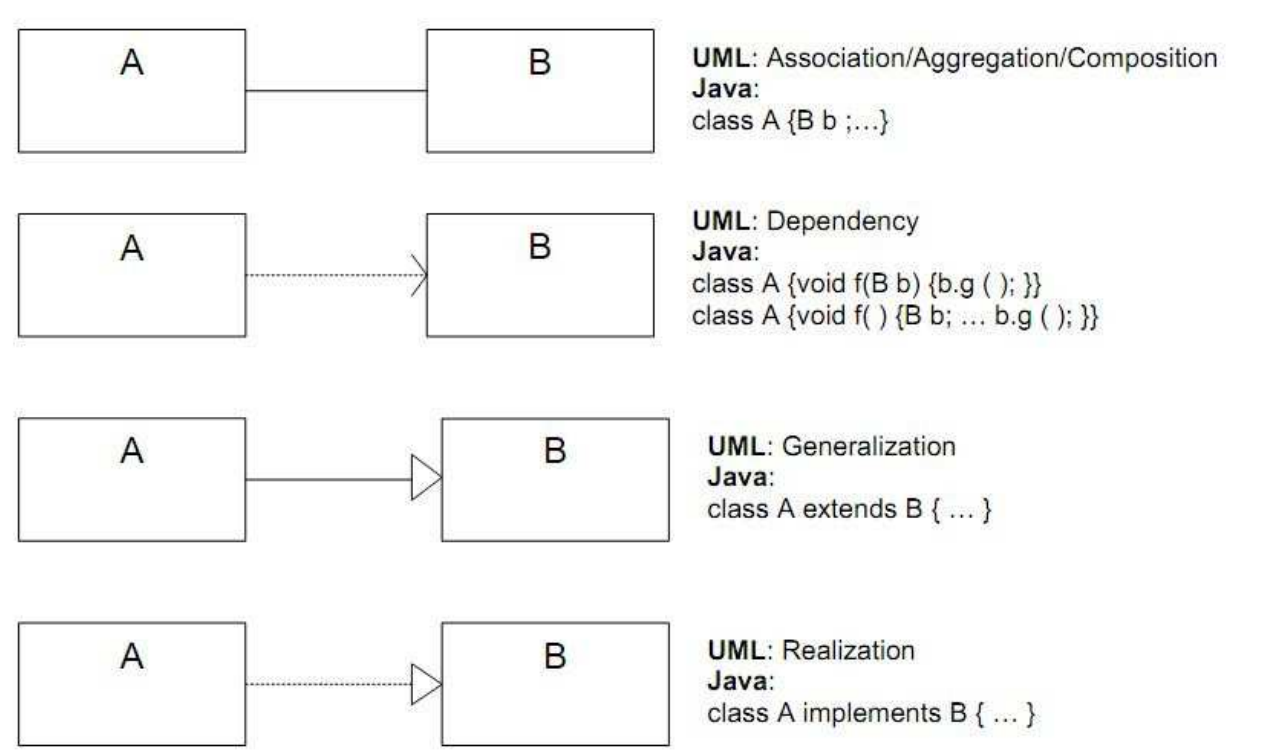 A
B
UML: Association/Aggregation/Composition
Java:
class A {B b ;…}
A
B
UML: Dependency
Java:
class A {void f(B b) {b.g ( ); }}
class A {void f( ) {B b; … b.g ( ); }}
A
B
UML: Generalization
Java:
class A extends B { … }
A
B
UML: Realization
Java:
class A implements B { … }